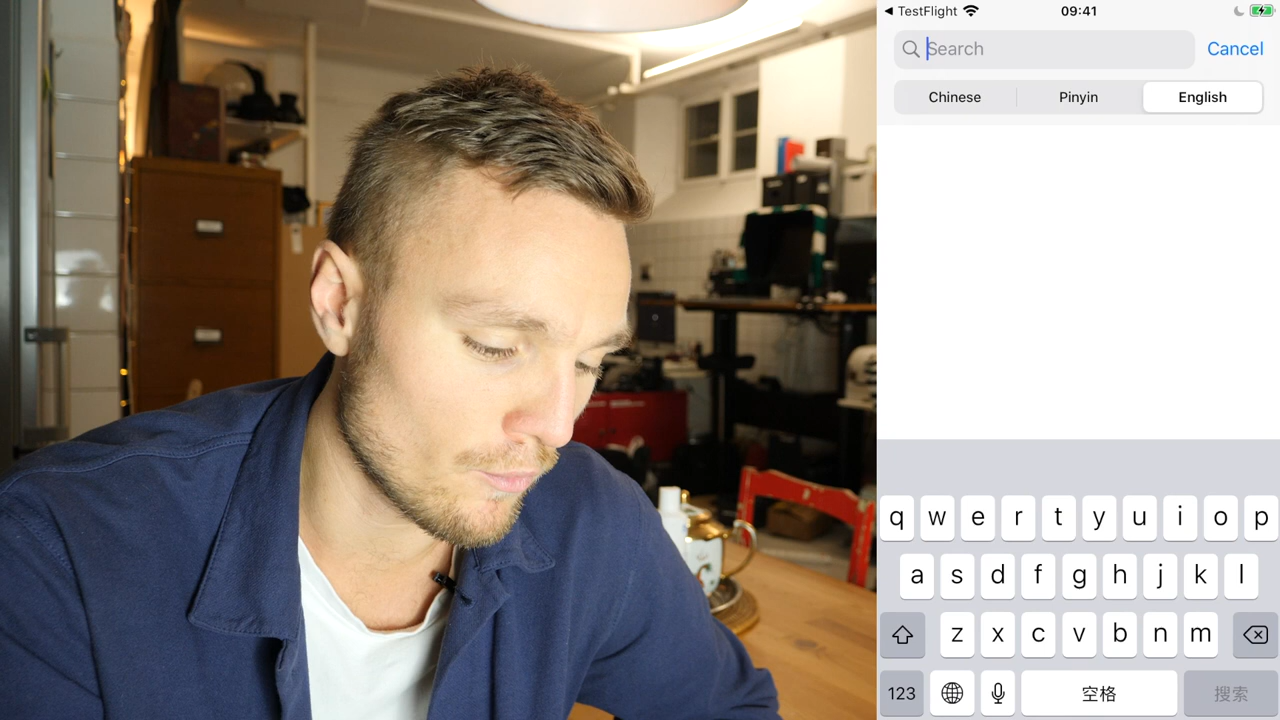 ◀ TestFlight 09:41
Search Cancel
Chinese Pinyin English
q w e r t y u i o p
a s d f g h j k l
z x c v b n m
123 空格 搜索